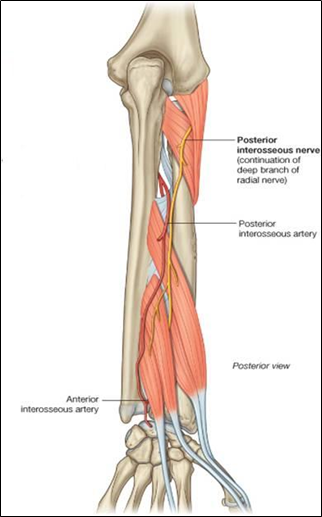 Posterior
interosseous nerve
(continuation of
deep branch of
radial nerve)
Posterior
interosseous artery
Posterior view
Anterior
interosseous artery